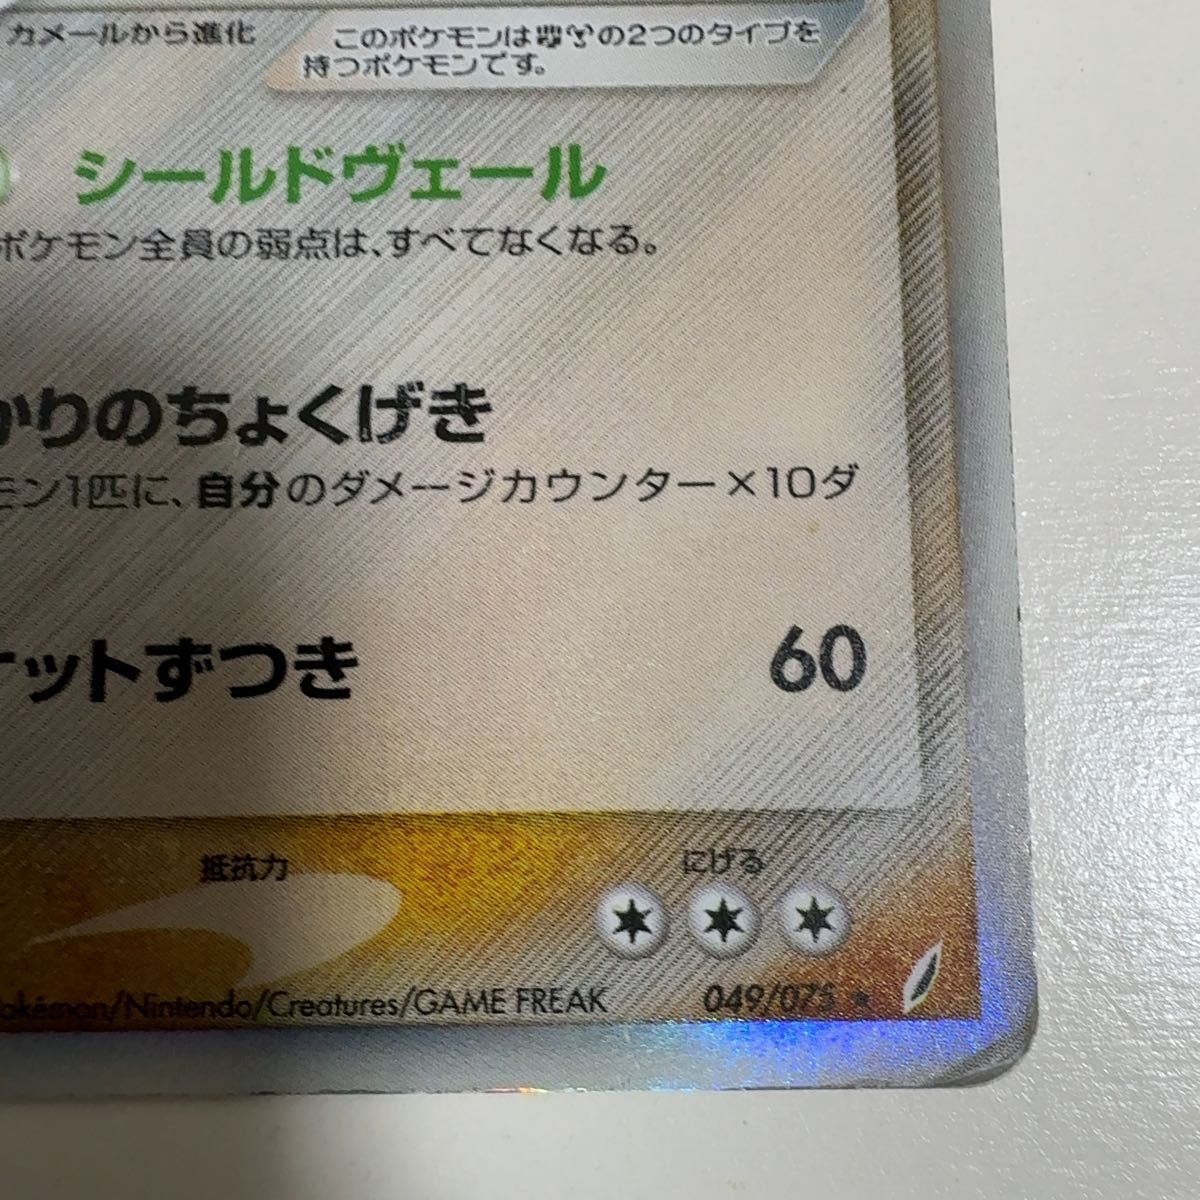 カメールから進化
このポケモンは の2つのタイプを
持つポケモンです。
シールドヴェール
ポケモン全員の弱点は、すべてなくなる。
かりのちょくげき
モン1匹に、自分のダメージカウンター×10ダ
ケットずつき 60
抵抗力 にげる
Pokémon/Nintendo/Creatures/GAME FREAK 049/075 ★